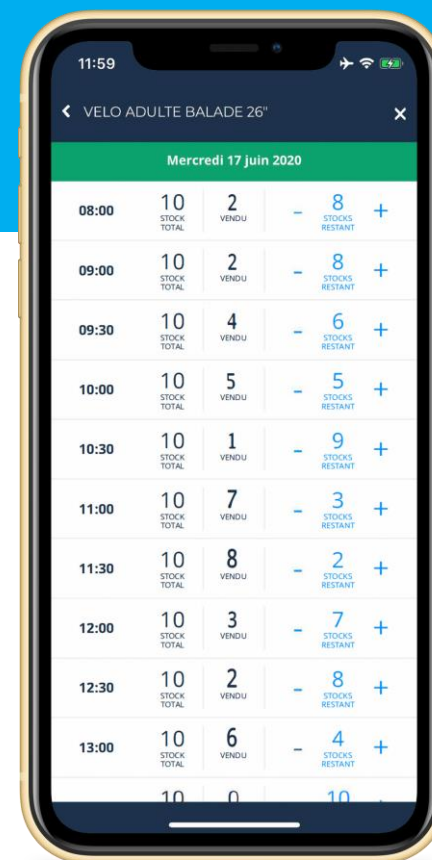 11:59
VELO ADULTE BALADE 26"
Mercredi 17 juin 2020
08:00 10 STOCK TOTAL 2 VENDU - 8 STOCKS RESTANT +
09:00 10 STOCK TOTAL 2 VENDU - 8 STOCKS RESTANT +
09:30 10 STOCK TOTAL 4 VENDU - 6 STOCKS RESTANT +
10:00 10 STOCK TOTAL 5 VENDU - 5 STOCKS RESTANT +
10:30 10 STOCK TOTAL 1 VENDU - 9 STOCKS RESTANT +
11:00 10 STOCK TOTAL 7 VENDU - 3 STOCKS RESTANT +
11:30 10 STOCK TOTAL 8 VENDU - 2 STOCKS RESTANT +
12:00 10 STOCK TOTAL 3 VENDU - 7 STOCKS RESTANT +
12:30 10 STOCK TOTAL 2 VENDU - 8 STOCKS RESTANT +
13:00 10 STOCK TOTAL 6 VENDU - 4 STOCKS RESTANT +
10 0 10